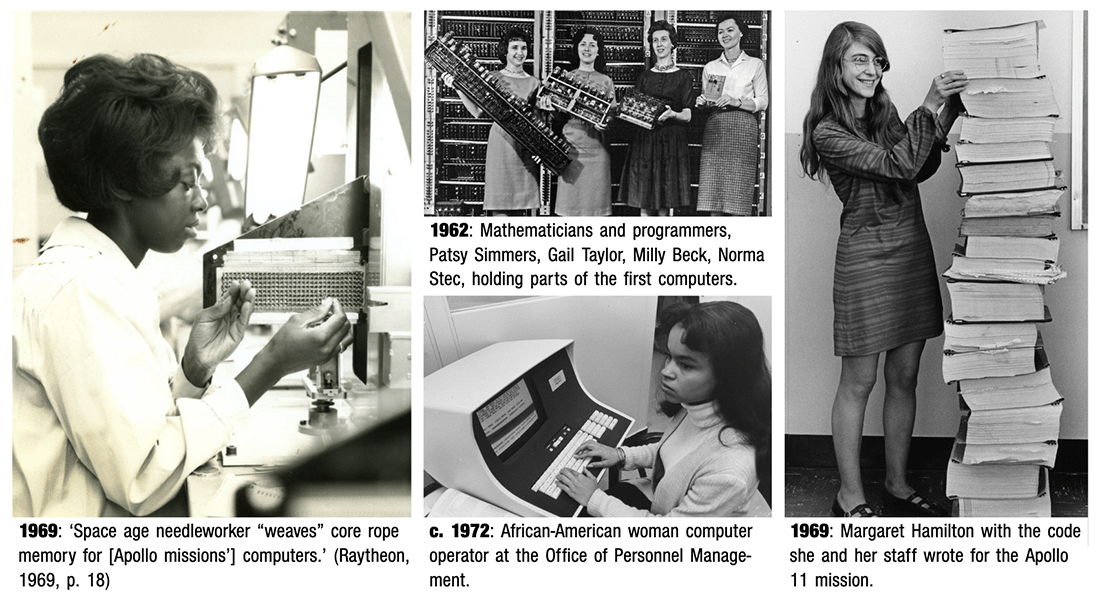 1969: 'Space age needleworker "weaves" core rope
memory for [Apollo missions'] computers.' (Raytheon,
1969, p. 18)
1962: Mathematicians and programmers,
Patsy Simmers, Gail Taylor, Milly Beck, Norma
Stec, holding parts of the first computers.
c. 1972: African-American woman computer
operator at the Office of Personnel Manage-
ment.
1969: Margaret Hamilton with the code
she and her staff wrote for the Apollo
11 mission.